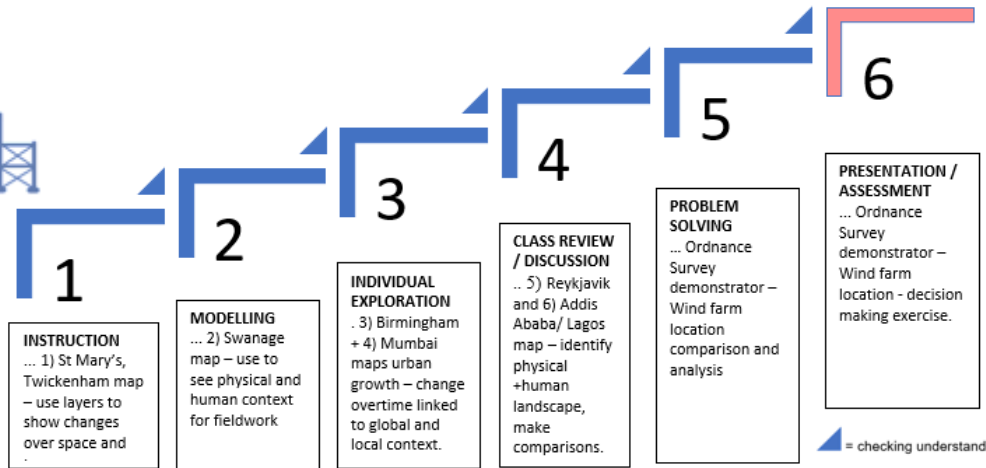 1
INSTRUCTION
... 1) St Mary's,
Twickenham map
– use layers to
show changes
over space and
2
MODELLING
... 2) Swanage
map – use to
see physical and
human context
for fieldwork
3
INDIVIDUAL
EXPLORATION
. 3) Birmingham
+ 4) Mumbai
maps urban
growth – change
overtime linked
to global and
local context.
4
CLASS REVIEW
/ DISCUSSION
.. 5) Reykjavik
and 6) Addis
Ababa/ Lagos
map – identify
physical
+human
landscape,
make
comparisons.
5
PROBLEM
SOLVING
... Ordnance
Survey
demonstrator –
Wind farm
location
comparison and
analysis
6
PRESENTATION /
ASSESSMENT
... Ordnance
Survey
demonstrator –
Wind farm
location - decision
making exercise.
= checking understand